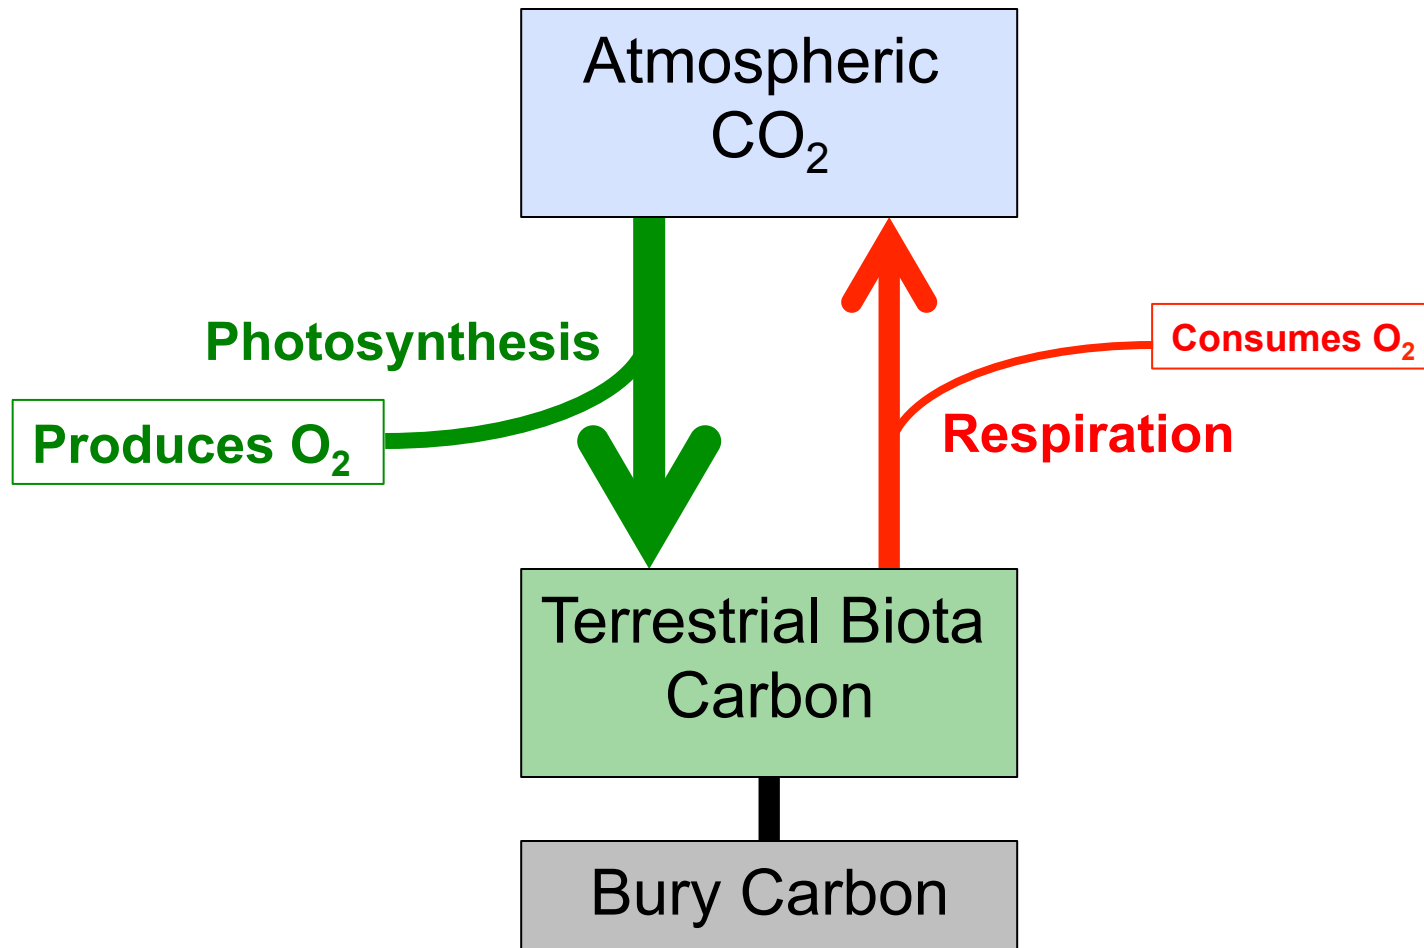 Atmospheric
CO₂
Photosynthesis
Consumes O₂
Produces O₂
Respiration
Terrestrial Biota
Carbon
Bury Carbon